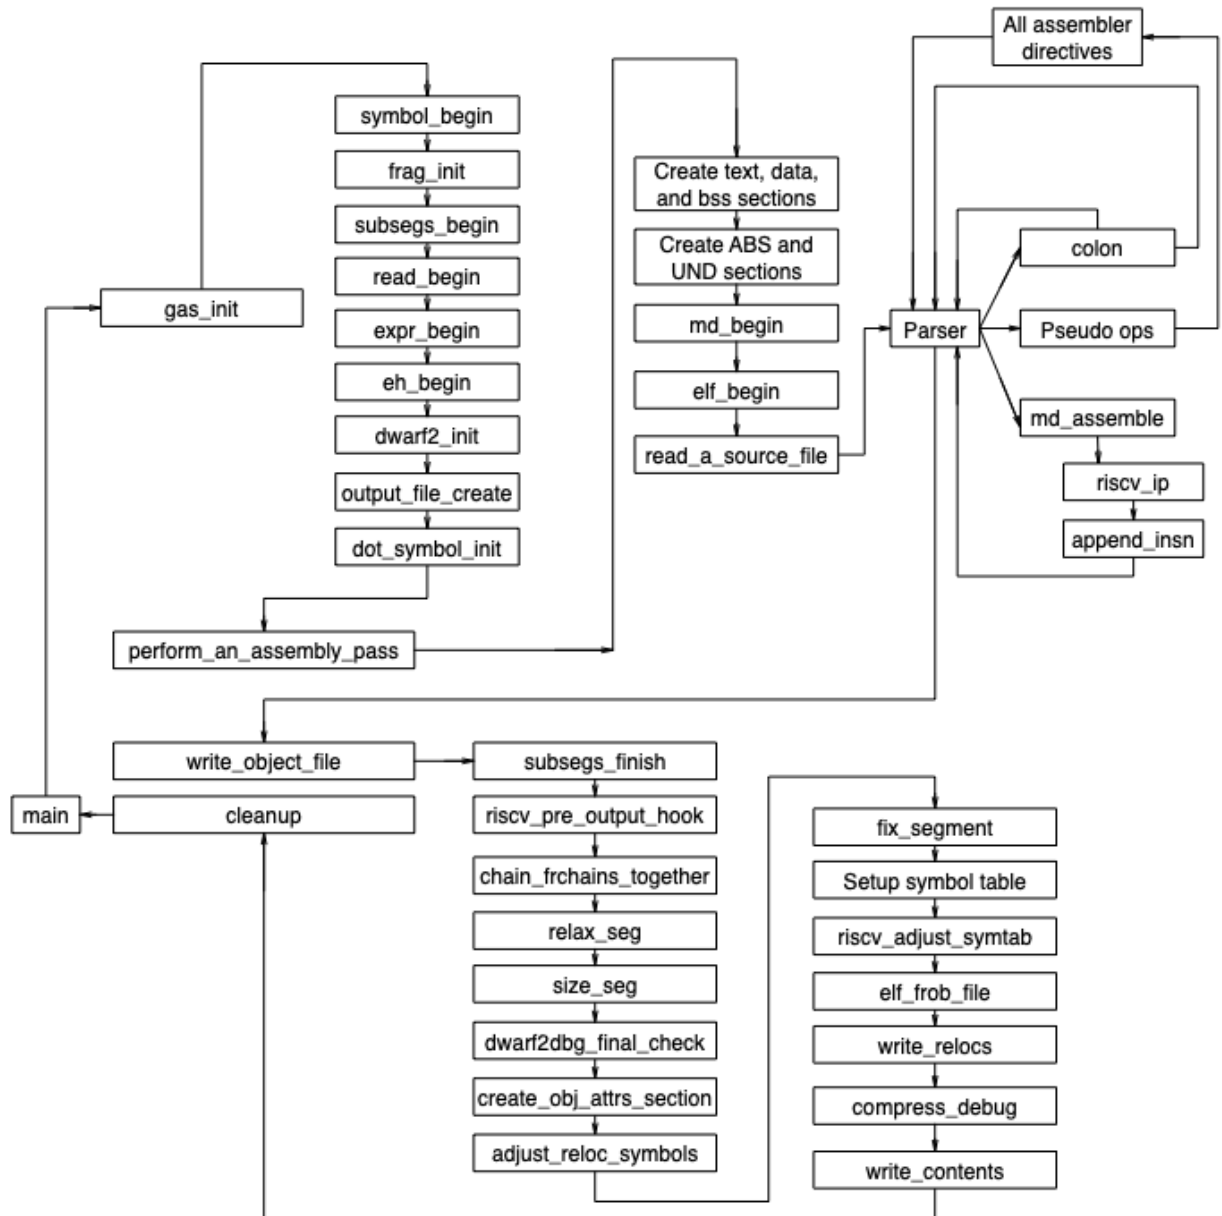 All assembler
directives
symbol_begin
frag_init
subsegs_begin
read_begin
gas_init
expr_begin
eh_begin
dwarf2_init
output_file_create
dot_symbol_init
perform_an_assembly_pass
Create text, data,
and bss sections
Create ABS and
UND sections
md_begin
elf_begin
read_a_source_file
Parser
colon
Pseudo ops
md_assemble
riscv_ip
append_insn
write_object_file
main
cleanup
subsegs_finish
riscv_pre_output_hook
chain_frchains_together
relax_seg
size_seg
dwarf2dbg_final_check
create_obj_attrs_section
adjust_reloc_symbols
fix_segment
Setup symbol table
riscv_adjust_symtab
elf_frob_file
write_relocs
compress_debug
write_contents